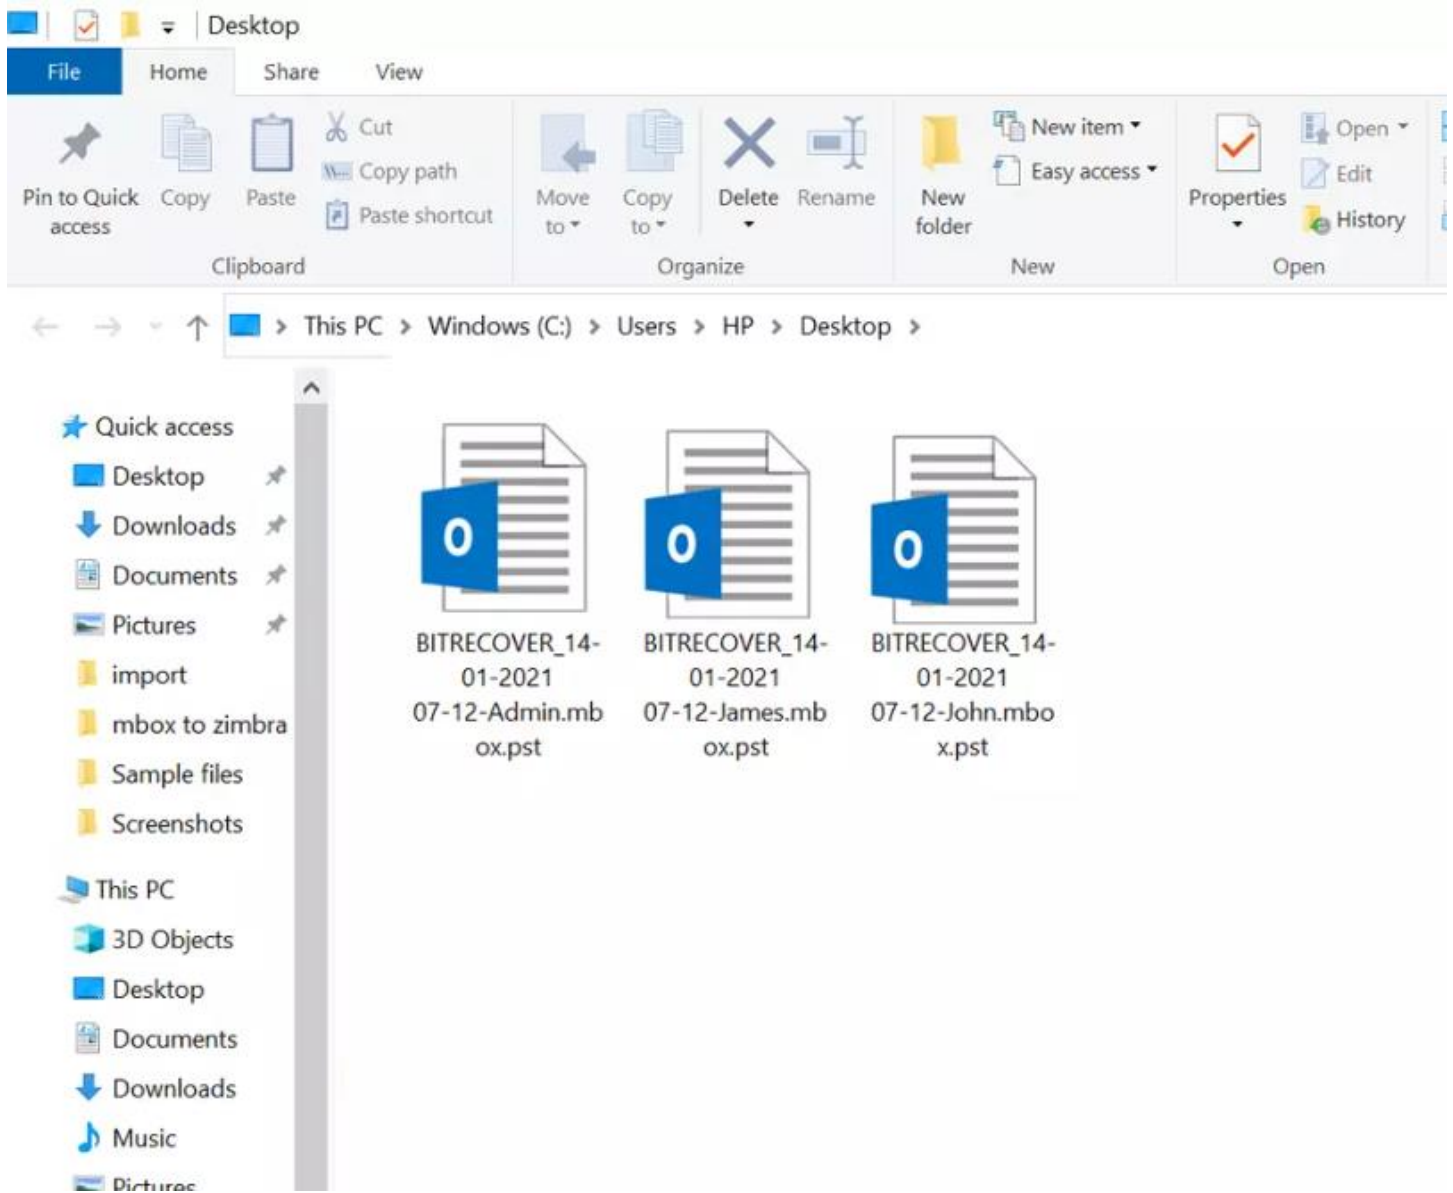 Desktop
File Home Share View
Pin to Quick access
Copy
Paste
Cut
Copy path
Paste shortcut
Clipboard
Move to
Copy to
Delete
Rename
Organize
New folder
New item
Easy access
New
Properties
Open
Edit
History
Open
This PC > Windows (C:) > Users > HP > Desktop >
Quick access
Desktop
Downloads
Documents
Pictures
import
mbox to zimbra
Sample files
Screenshots
This PC
3D Objects
Desktop
Documents
Downloads
Music
Pictures
BITRECOVER_14-
01-2021
07-12-Admin.mb
ox.pst
BITRECOVER_14-
01-2021
07-12-James.mb
ox.pst
BITRECOVER_14-
01-2021
07-12-John.mbo
x.pst